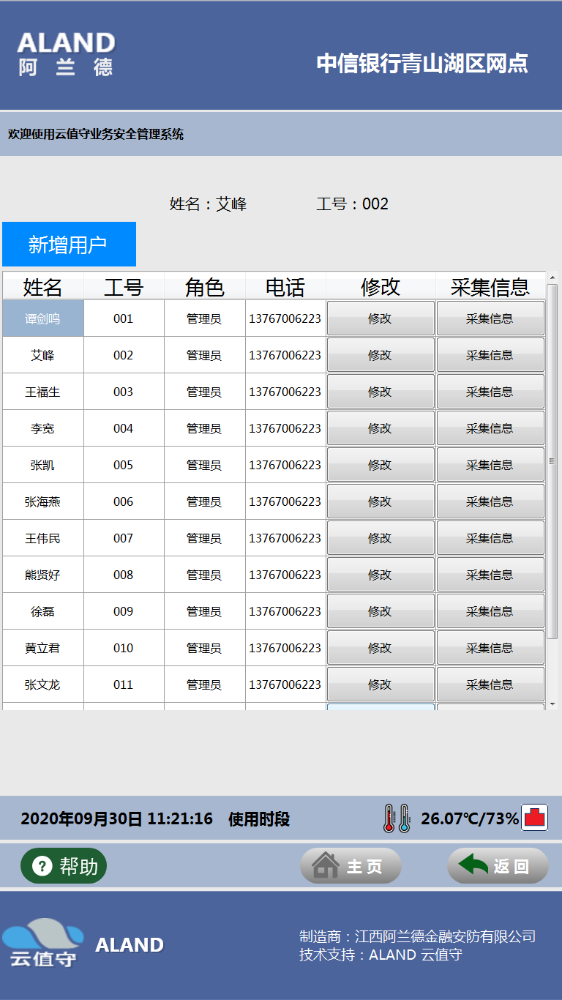 ALAND
阿兰德
中信银行青山湖区网点
欢迎使用云值守业务安全管理系统
姓名：艾峰 工号：002
新增用户
姓名 工号 角色 电话 修改 采集信息
谭剑鸣 001 管理员 13767006223 修改 采集信息
艾峰 002 管理员 13767006223 修改 采集信息
王福生 003 管理员 13767006223 修改 采集信息
李宽 004 管理员 13767006223 修改 采集信息
张凯 005 管理员 13767006223 修改 采集信息
张海燕 006 管理员 13767006223 修改 采集信息
王伟民 007 管理员 13767006223 修改 采集信息
熊贤好 008 管理员 13767006223 修改 采集信息
徐磊 009 管理员 13767006223 修改 采集信息
黄立君 010 管理员 13767006223 修改 采集信息
张文龙 011 管理员 13767006223 修改 采集信息
2020年09月30日 11:21:16 使用时段 26.07℃/73%
? 帮助 主页 返回
云值守 ALAND
制造商：江西阿兰德金融安防有限公司
技术支持：ALAND 云值守